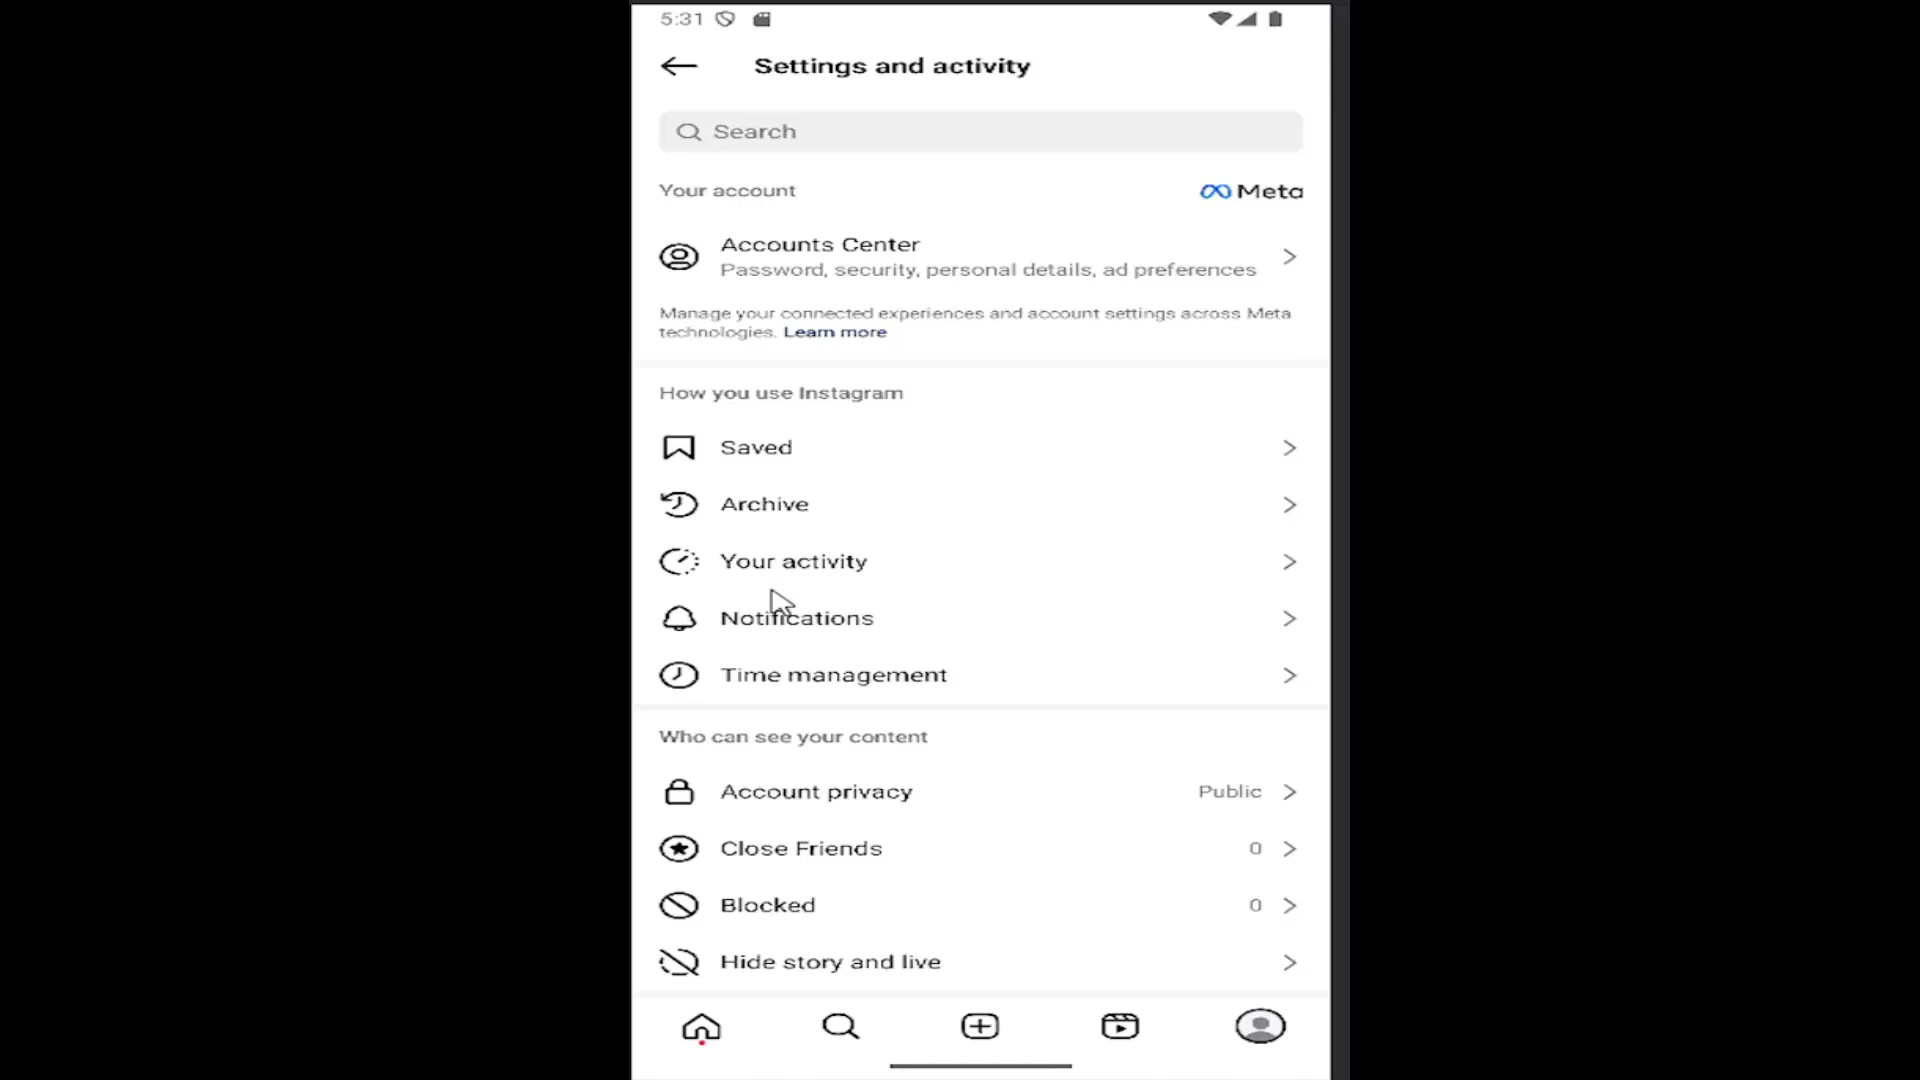 5:31
Settings and activity
Search
Your account
Meta
Accounts Center
Password, security, personal details, ad preferences
Manage your connected experiences and account settings across Meta
technologies. Learn more
How you use Instagram
Saved
Archive
Your activity
Notifications
Time management
Who can see your content
Account privacy
Public
Close Friends
0
Blocked
0
Hide story and live